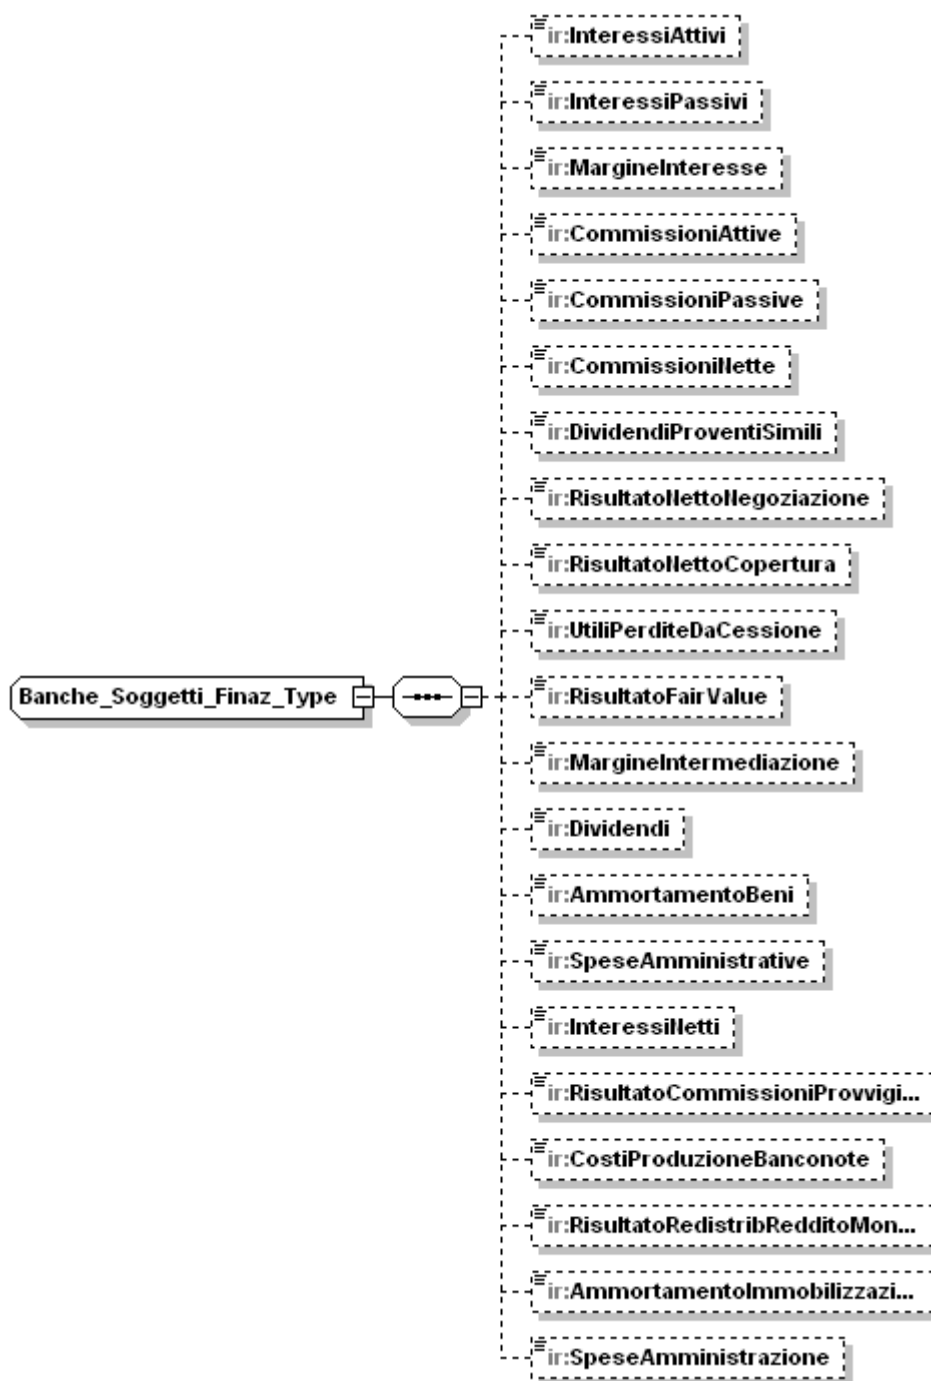 ir:InteressiAttivi
ir:InteressiPassivi
ir:MargineInteresse
ir:CommissioniAttive
ir:CommissioniPassive
ir:CommissioniNette
ir:DividendiProventiSimili
ir:RisultatoNettoNegoziazione
ir:RisultatoNettoCopertura
ir:UtiliPerditeDaCessione
Banche_Soggetti_Finaz_Type
ir:RisultatoFairValue
ir:MargineIntermediazione
ir:Dividendi
ir:AmmortamentoBeni
ir:SpeseAmministrative
ir:InteressiNetti
ir:RisultatoCommissioniProvvigi...
ir:CostiProduzioneBanconote
ir:RisultatoRedistribRedditoMon...
ir:AmmortamentoImmobilizzazi...
ir:SpeseAmministrazione